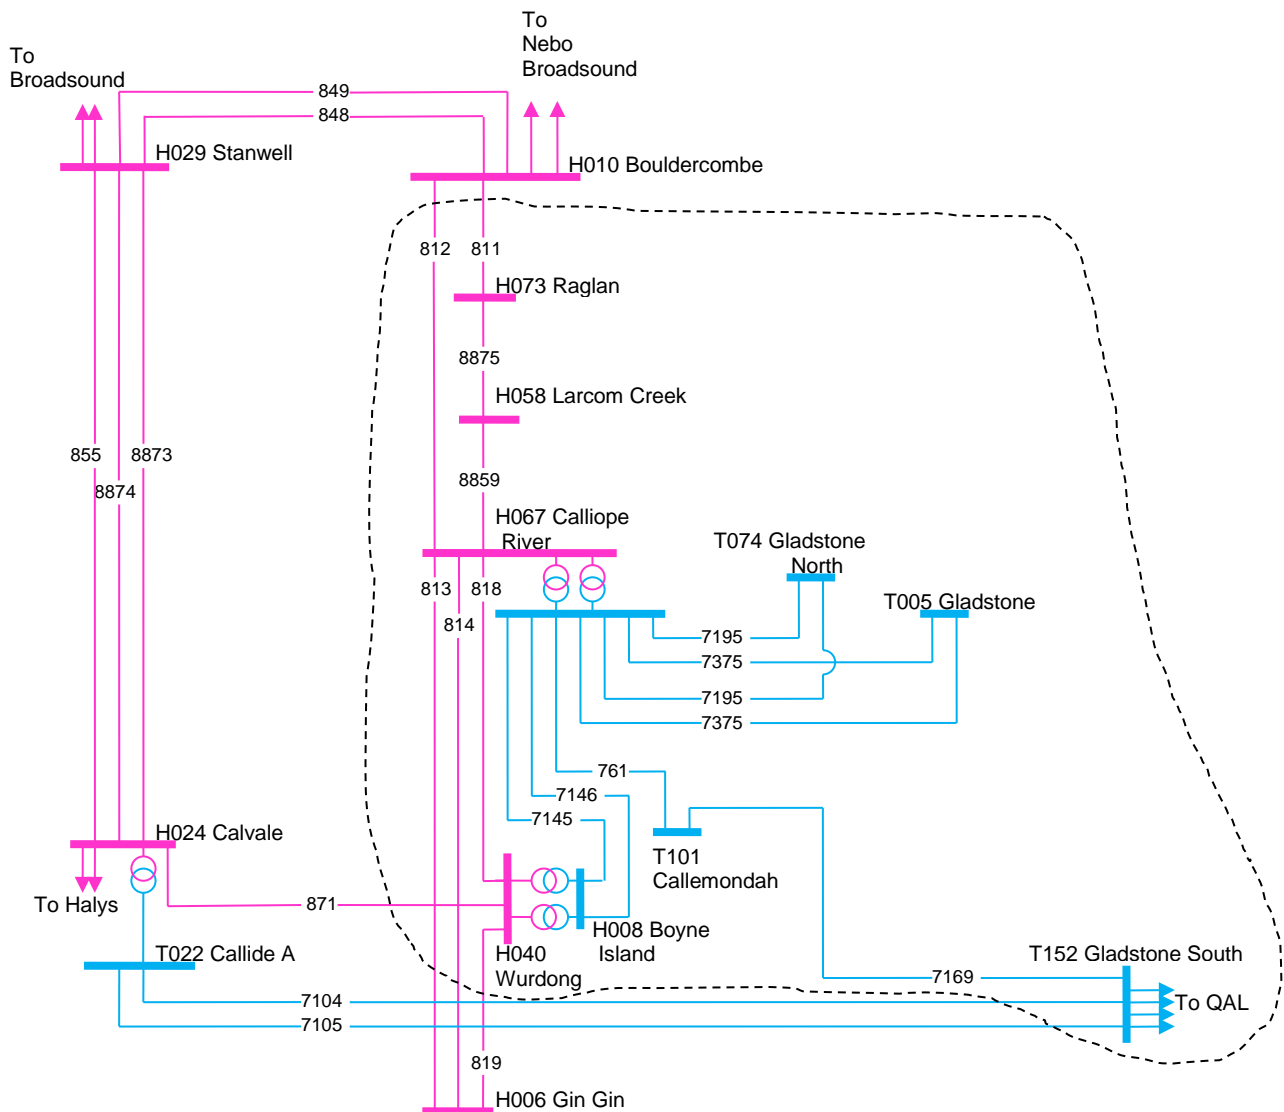 To
Nebo
Broadsound
To
Broadsound
849
848
H029 Stanwell
H010 Bouldercombe
812
811
H073 Raglan
8875
H058 Larcom Creek
855
8873
8874
8859
H067 Calliope
River
T074 Gladstone
North
813
818
814
T005 Gladstone
7195
7375
7195
7375
761
7146
7145
H024 Calvale
T101
Callemondah
To Halys
871
H008 Boyne
Island
H040
Wurdong
T022 Callide A
T152 Gladstone South
7169
7104
To QAL
7105
819
H006 Gin Gin